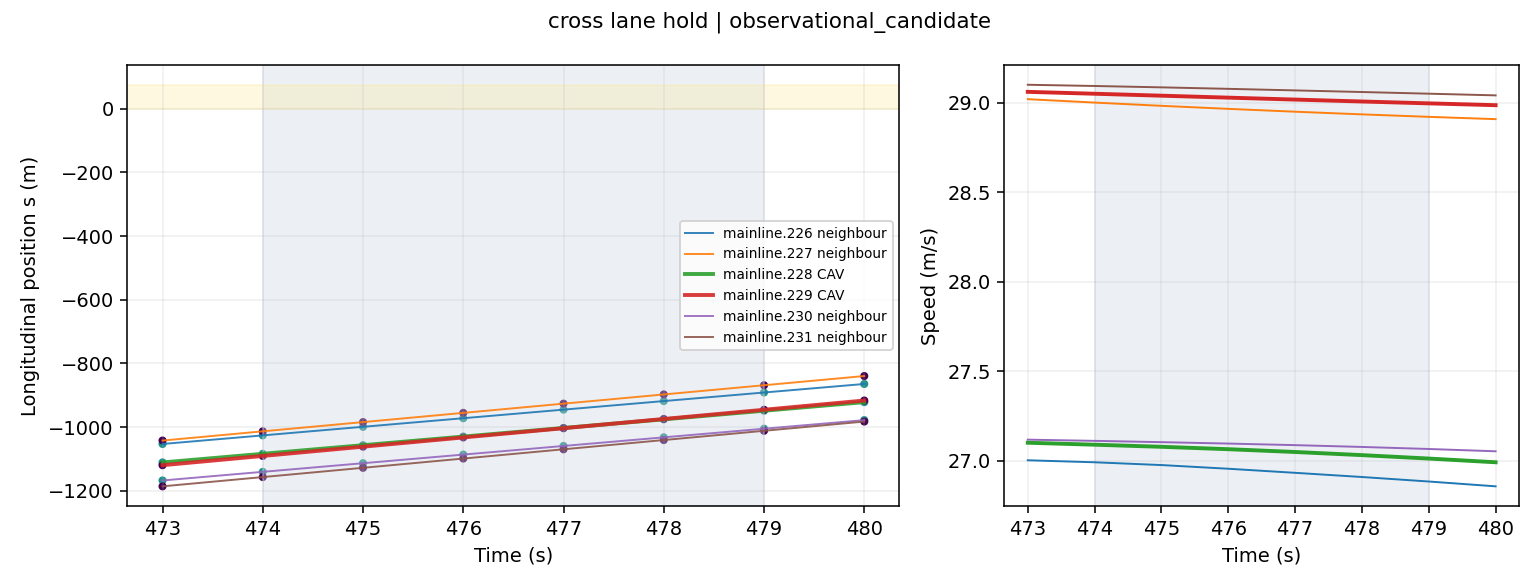 cross lane hold | observational_candidate
Longitudinal position s (m)
0
−200
−400
−600
−800
−1000
−1200
473 474 475 476 477 478 479 480
Time (s)
mainline.226 neighbour
mainline.227 neighbour
mainline.228 CAV
mainline.229 CAV
mainline.230 neighbour
mainline.231 neighbour
Speed (m/s)
29.0
28.5
28.0
27.5
27.0
473 474 475 476 477 478 479 480
Time (s)